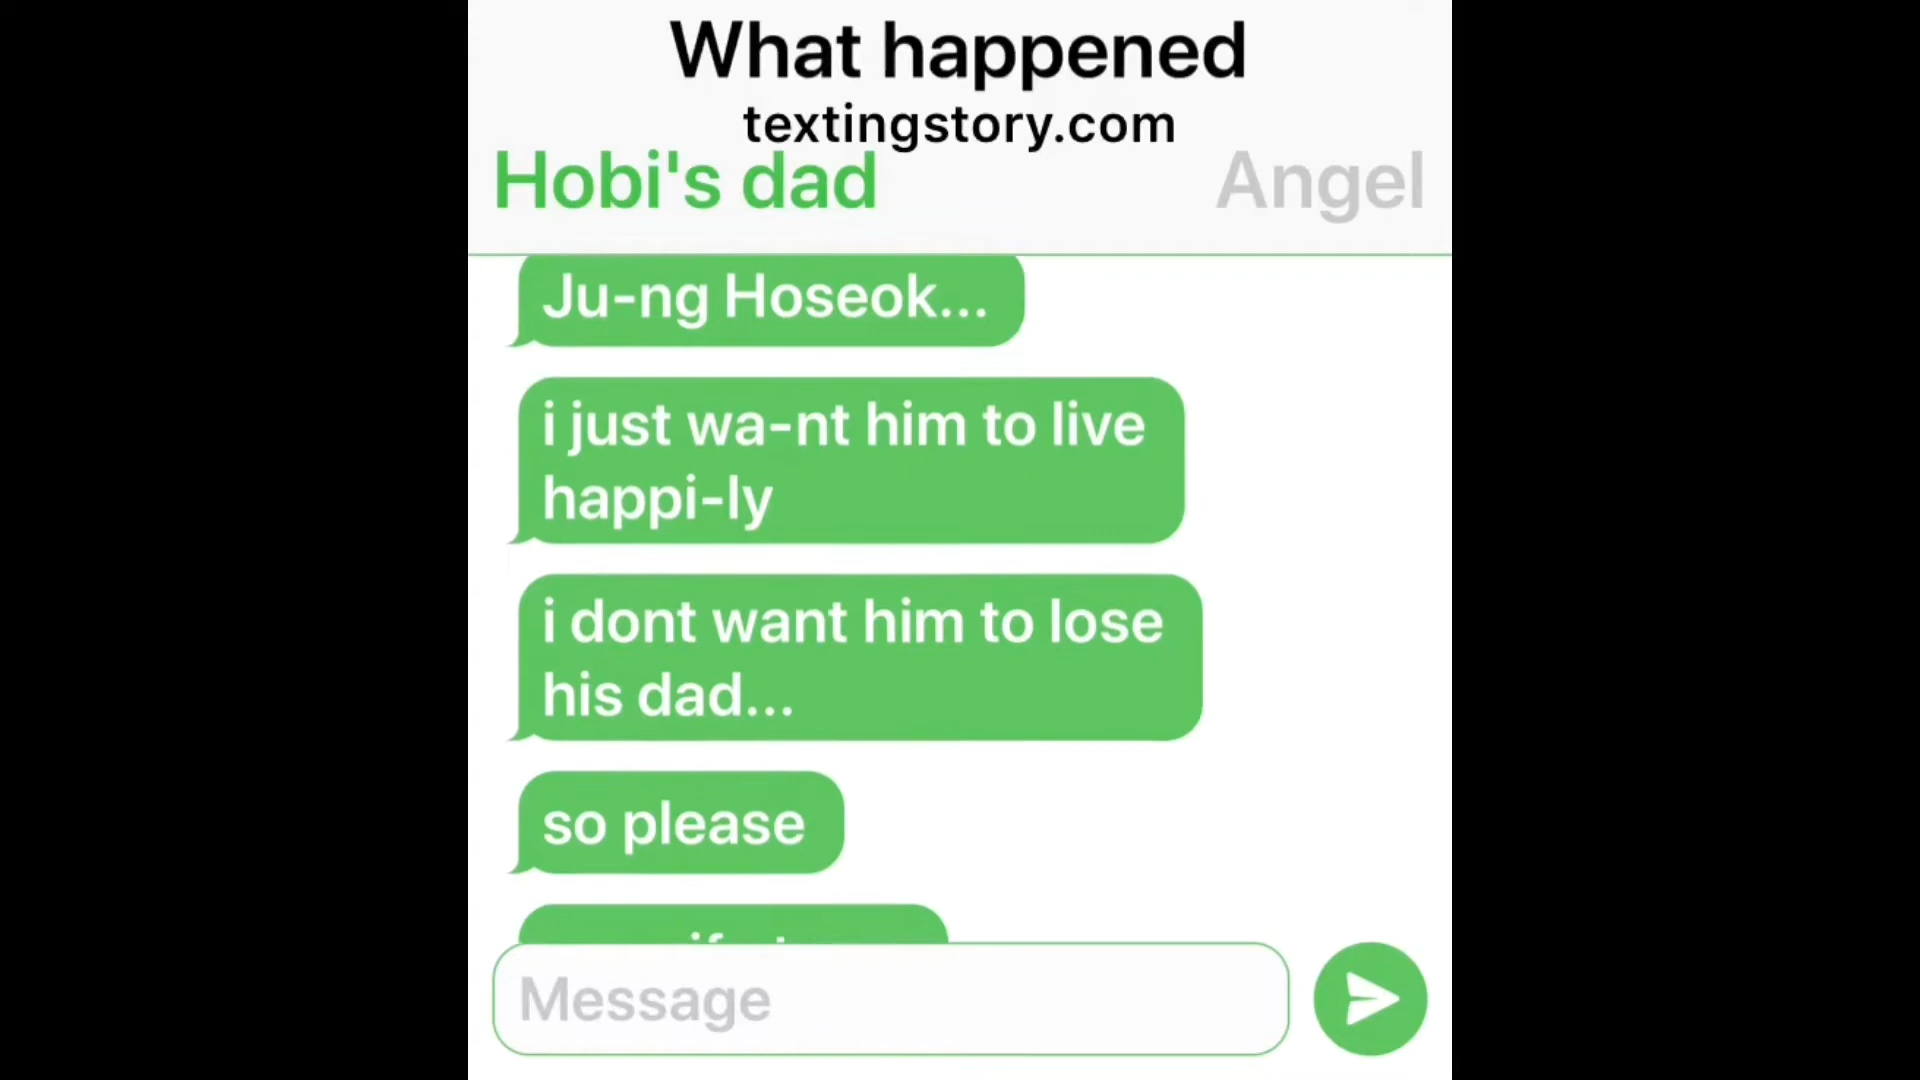 What happened
textingstory.com
Hobi's dad
Angel
Ju-ng Hoseok...
i just wa-nt him to live
happi-ly
i dont want him to lose
his dad...
so please
Message